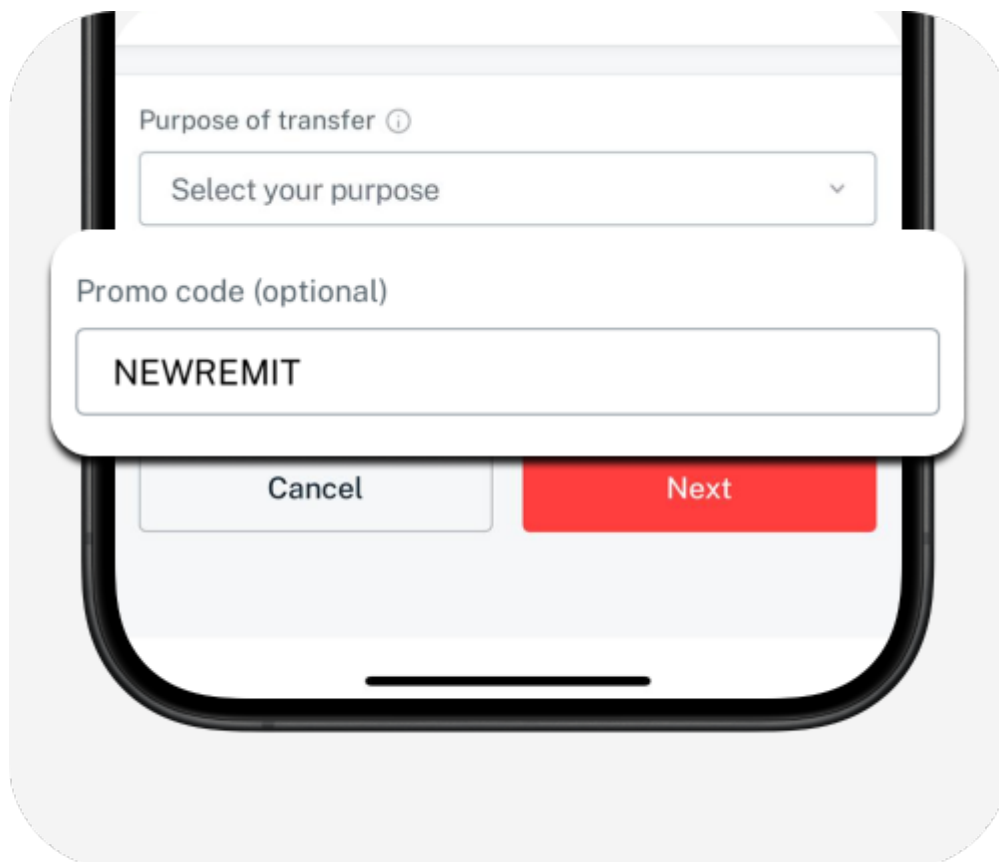 Purpose of transfer
Select your purpose
Promo code (optional)
NEWREMIT
Cancel Next